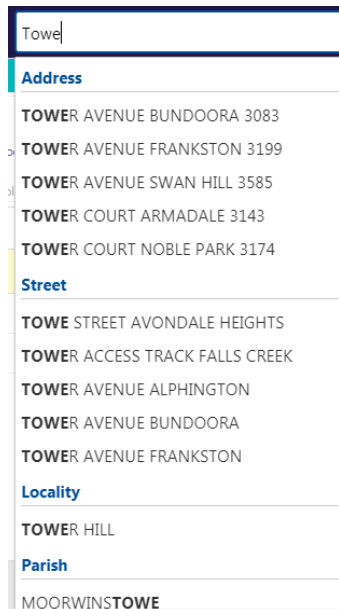 Towe
Address
TOWER AVENUE BUNDOORA 3083
TOWER AVENUE FRANKSTON 3199
TOWER AVENUE SWAN HILL 3585
TOWER COURT ARMADALE 3143
TOWER COURT NOBLE PARK 3174
Street
TOWE STREET AVONDALE HEIGHTS
TOWER ACCESS TRACK FALLS CREEK
TOWER AVENUE ALPHINGTON
TOWER AVENUE BUNDOORA
TOWER AVENUE FRANKSTON
Locality
TOWER HILL
Parish
MOORWINSTOWE